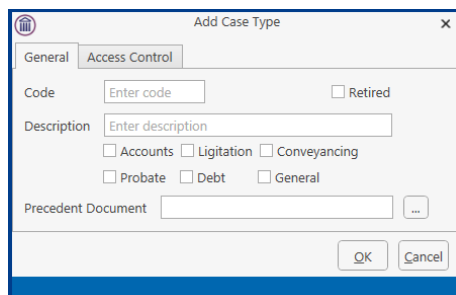 Add Case Type ×
General Access Control
Code Enter code Retired
Description Enter description
Accounts Ligitation Conveyancing
Probate Debt General
Precedent Document ...
OK Cancel